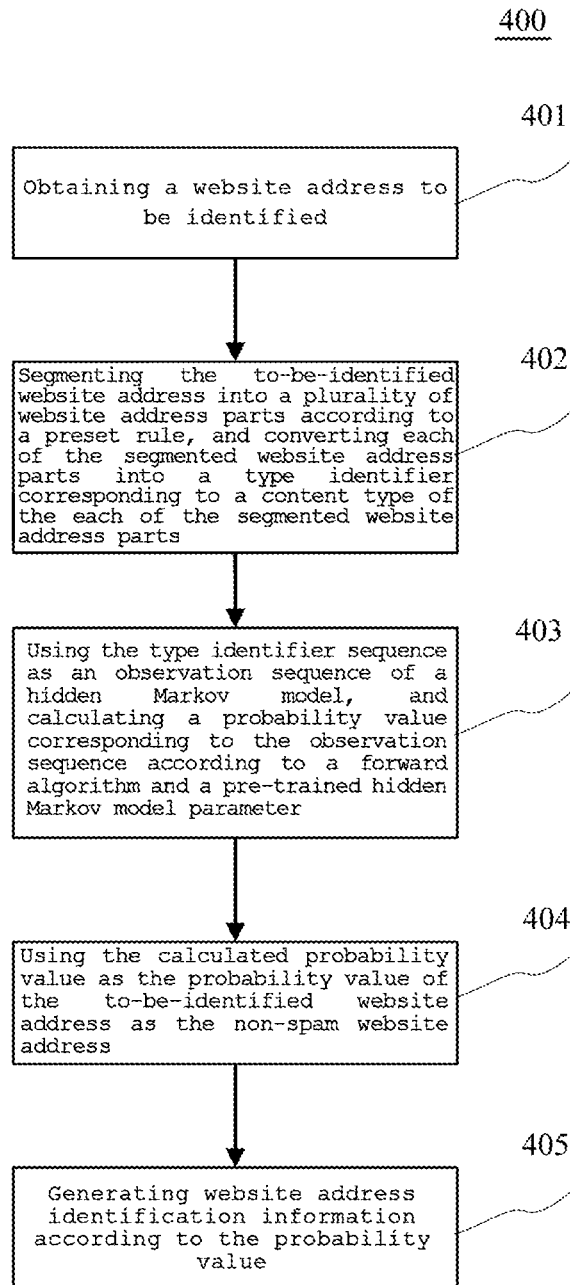 400
401
Obtaining a website address to
be identified
402
Segmenting the to-be-identified
website address into a plurality of
website address parts according to
a preset rule, and converting each
of the segmented website address
parts into a type identifier
corresponding to a content type of
the each of the segmented website
address parts
403
Using the type identifier sequence
as an observation sequence of a
hidden Markov model, and
calculating a probability value
corresponding to the observation
sequence according to a forward
algorithm and a pre-trained hidden
Markov model parameter
404
Using the calculated probability
value as the probability value of
the to-be-identified website
address as the non-spam website
address
405
Generating website address
identification information
according to the probability
value